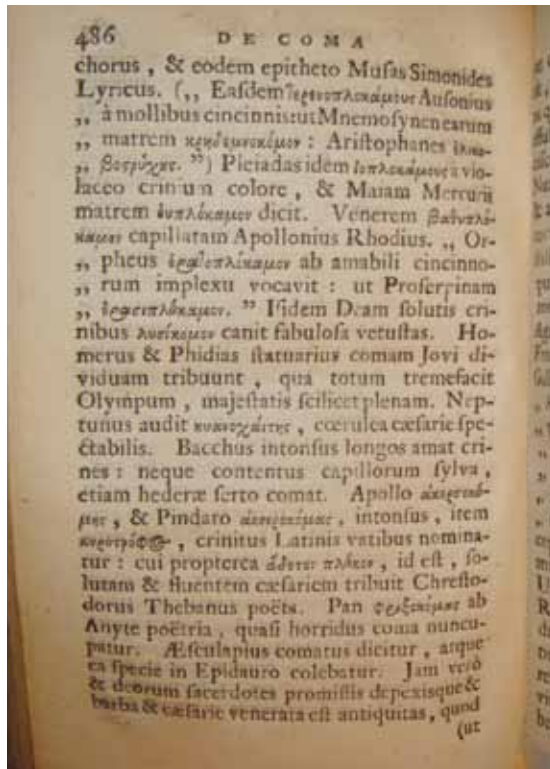 486 DE COMA
chorus, & eodem epitheto Musas Simonides
Lyricus. („ Easdem Ausonius
„ à mollibus cincinnis: ut Mnemosynen earum
„ matrem : Aristophanes
„ ”) Pleiadas idem à vio-
laceo crinium colore, & Maiam Mercurii
matrem dicit. Venerem
capillatam Apollonius Rhodius. „ Or-
„ pheus ab amabili cincinno-
„ rum implexu vocavit : ut Proserpinam
„ ” Isidem Deam solutis cri-
nibus λυσίκομον canit fabulosa vetustas. Ho-
merus & Phidias statuarius comam Jovi di-
viduam tribuunt, qua totum tremefacit
Olympum, majestatis scilicet plenam. Nep-
tunus audit κυανοχαίτης, cœrulea cæsarie spe-
ctabilis. Bacchus intonsus longos amat cri-
nes : neque contentus capillorum sylva,
etiam hederæ serto comat. Apollo
& Pindaro intonsus, item
crinitus Latinis vatibus nomina-
tur : cui propterea id est, so-
lutam & fluentem cæsariem tribuit Chresto-
dorus Thebanus poëta. Pan ab
Anyte poëtria, quasi horridus coma nuncu-
patur. Æsculapius comatus dicitur, atque
ea specie in Epidauro colebatur. Jam verò
& deorum sacerdotes promissis depexisque &
barba & cæsarie venerata est antiquitas, quod
(ut